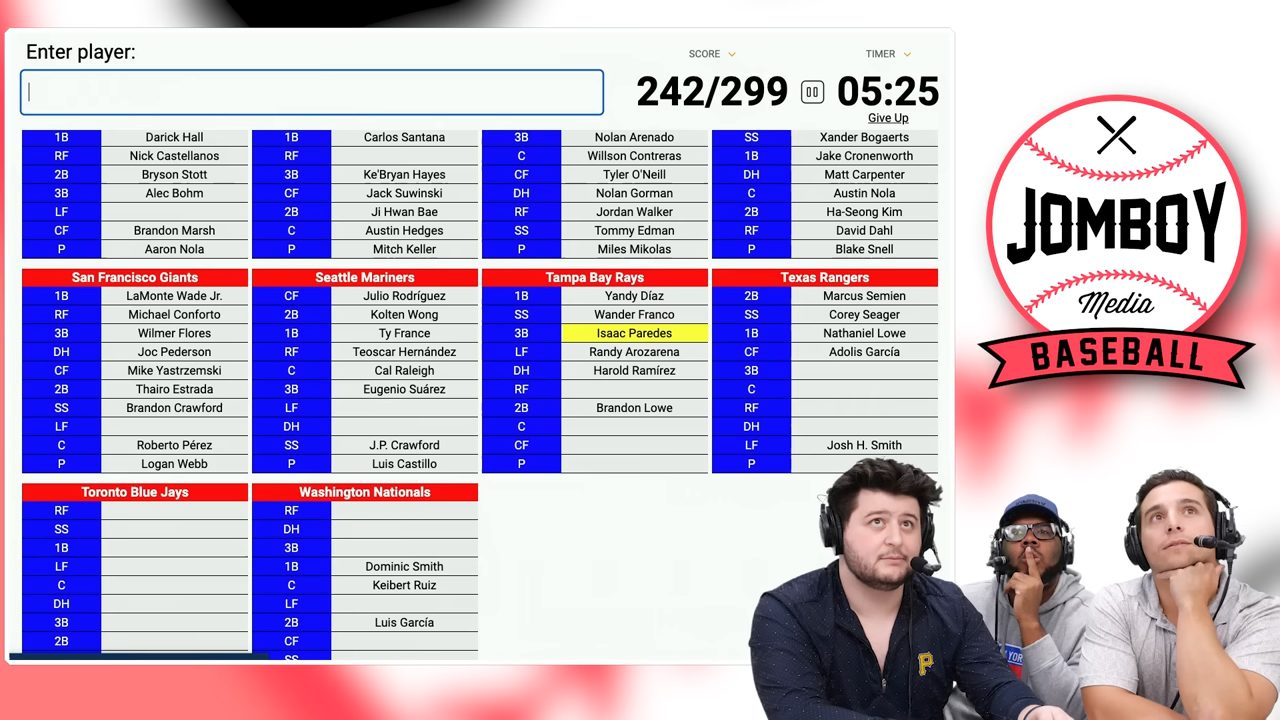 Enter player:
SCORE
TIMER
242/299
05:25
Give Up
1B Darick Hall
RF Nick Castellanos
2B Bryson Stott
3B Alec Bohm
LF
CF Brandon Marsh
P Aaron Nola
1B Carlos Santana
RF
3B Ke'Bryan Hayes
CF Jack Suwinski
2B Ji Hwan Bae
C Austin Hedges
P Mitch Keller
3B Nolan Arenado
C Willson Contreras
CF Tyler O'Neill
DH Nolan Gorman
RF Jordan Walker
SS Tommy Edman
P Miles Mikolas
SS Xander Bogaerts
1B Jake Cronenworth
DH Matt Carpenter
C Austin Nola
2B Ha-Seong Kim
RF David Dahl
P Blake Snell
San Francisco Giants
1B LaMonte Wade Jr.
RF Michael Conforto
3B Wilmer Flores
DH Joc Pederson
CF Mike Yastrzemski
2B Thairo Estrada
SS Brandon Crawford
LF
C Roberto Pérez
P Logan Webb
Seattle Mariners
CF Julio Rodríguez
2B Kolten Wong
1B Ty France
RF Teoscar Hernández
C Cal Raleigh
3B Eugenio Suárez
LF
DH
SS J.P. Crawford
P Luis Castillo
Tampa Bay Rays
1B Yandy Díaz
SS Wander Franco
3B Isaac Paredes
LF Randy Arozarena
DH Harold Ramírez
RF
2B Brandon Lowe
C
CF
P
Texas Rangers
2B Marcus Semien
SS Corey Seager
1B Nathaniel Lowe
CF Adolis García
3B
C
RF
DH
LF Josh H. Smith
P
Toronto Blue Jays
RF
SS
1B
LF
C
DH
3B
2B
Washington Nationals
RF
DH
3B
1B Dominic Smith
C Keibert Ruiz
LF
2B Luis García
CF
SS
JOMBOY
Media
BASEBALL
P